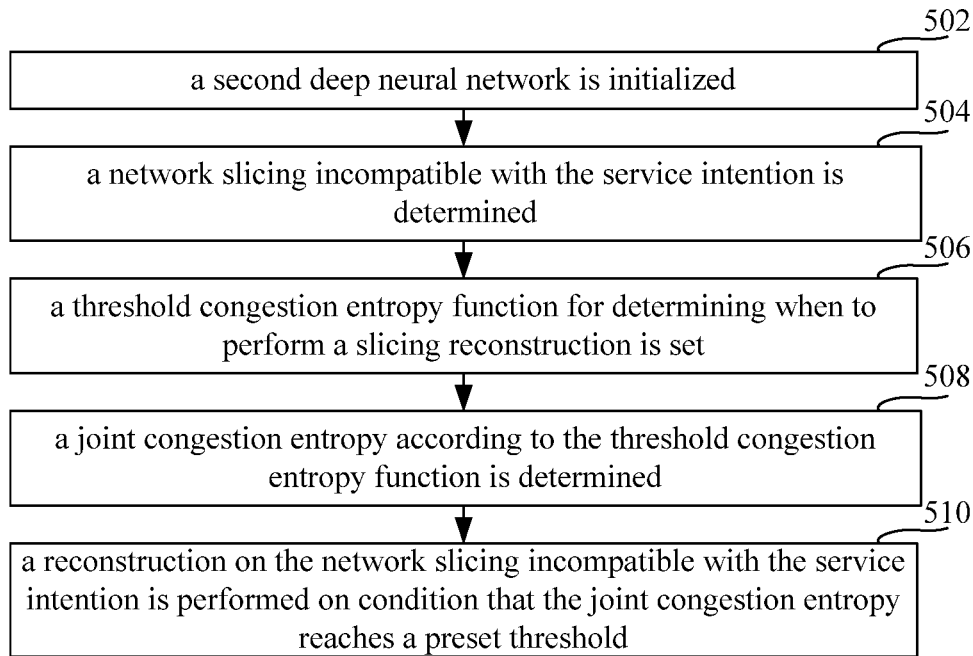 502
a second deep neural network is initialized
504
a network slicing incompatible with the service intention is
determined
506
a threshold congestion entropy function for determining when to
perform a slicing reconstruction is set
508
a joint congestion entropy according to the threshold congestion
entropy function is determined
510
a reconstruction on the network slicing incompatible with the service
intention is performed on condition that the joint congestion entropy
reaches a preset threshold